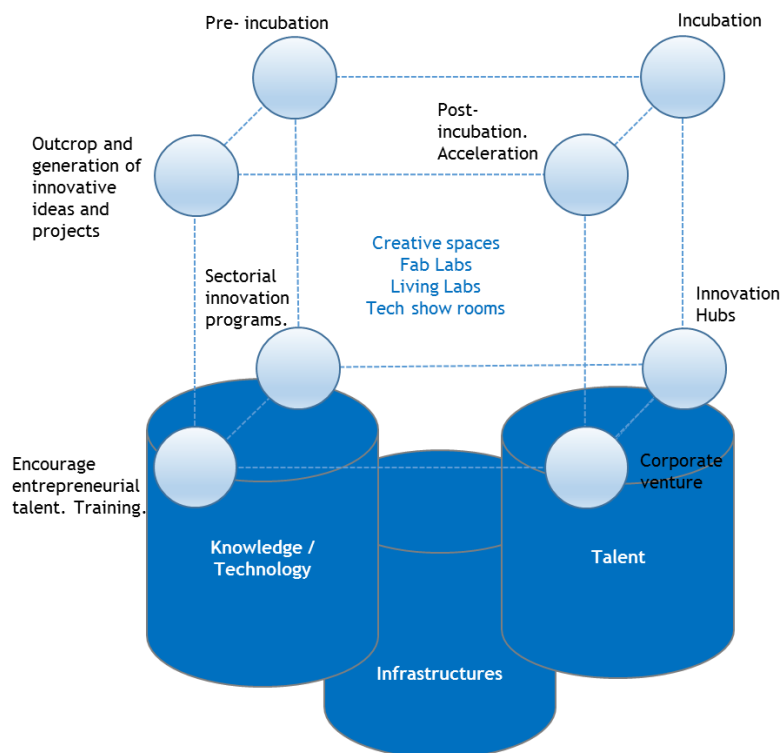 Pre- incubation
Incubation
Post-
incubation.
Acceleration
Outcrop and
generation of
innovative
ideas and
projects
Creative spaces
Fab Labs
Living Labs
Tech show rooms
Sectorial
innovation
programs.
Innovation
Hubs
Encourage
entrepreneurial
talent. Training.
Corporate
venture
Knowledge /
Technology
Talent
Infrastructures